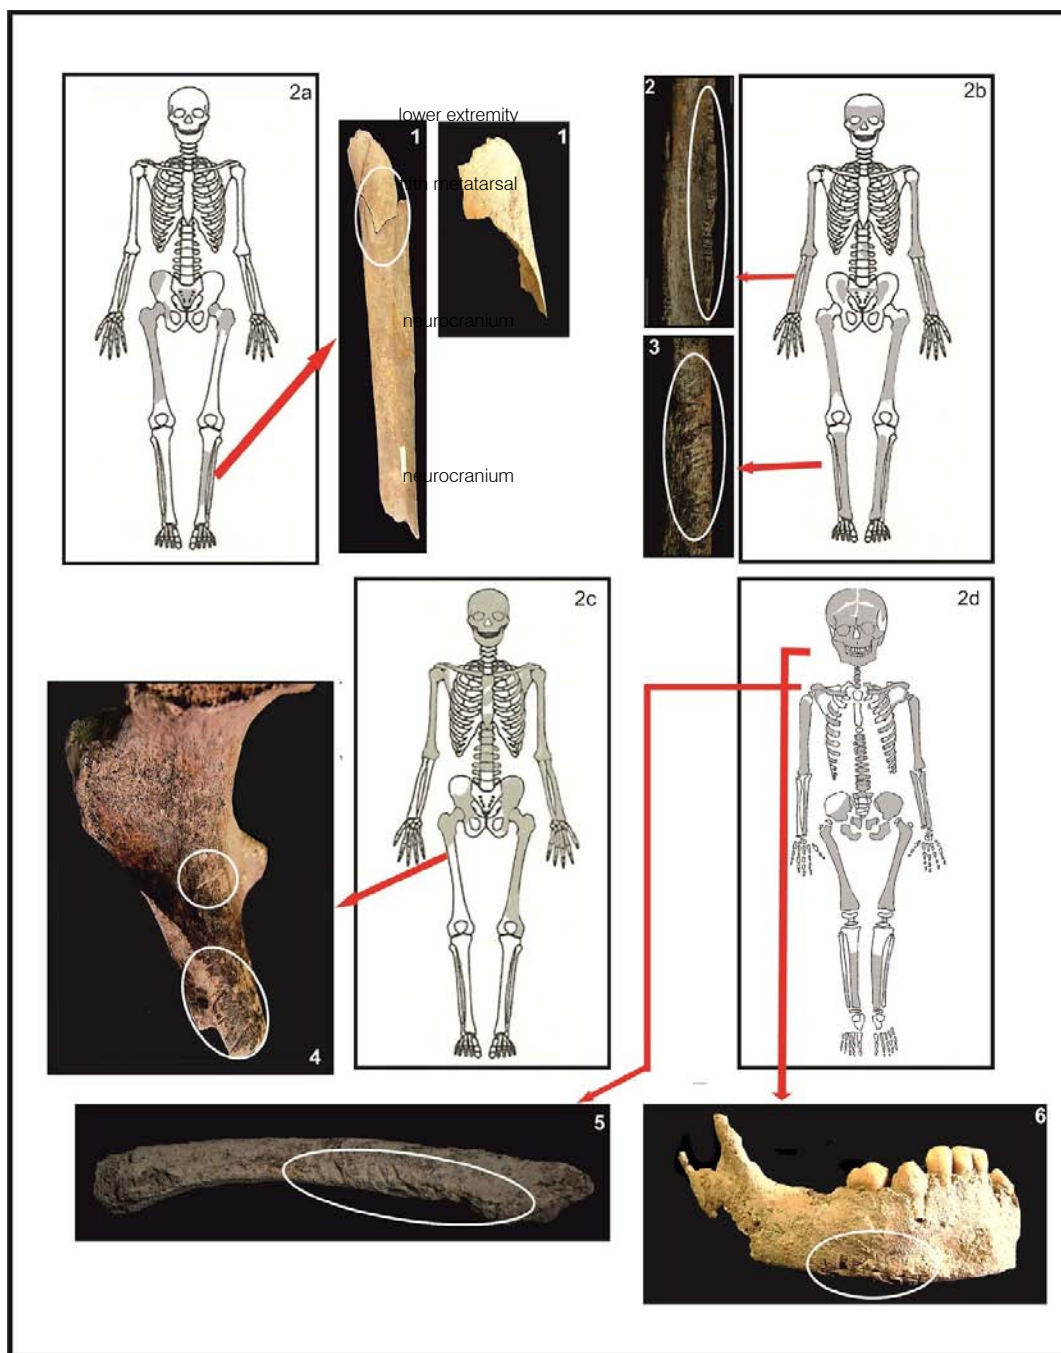 2a
1
lower extremity
1
fifth metatarsal
neurocranium
neurocranium
2
3
2b
2c
4
2d
5
6